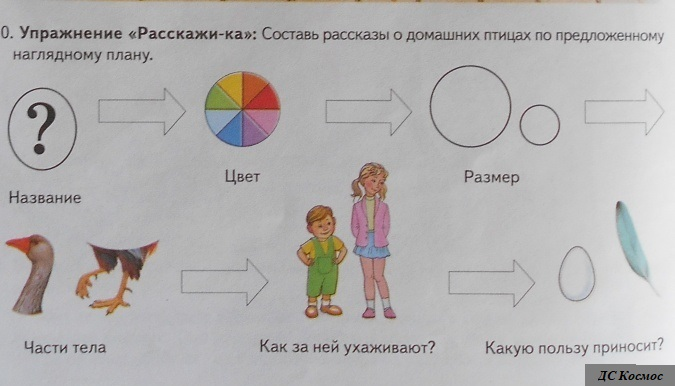 0. Упражнение «Расскажи-ка»: Составь рассказы о домашних птицах по предложенному
наглядному плану.
?
Название
Цвет
Размер
Части тела
Как за ней ухаживают?
Какую пользу приносит?
ДС Космос